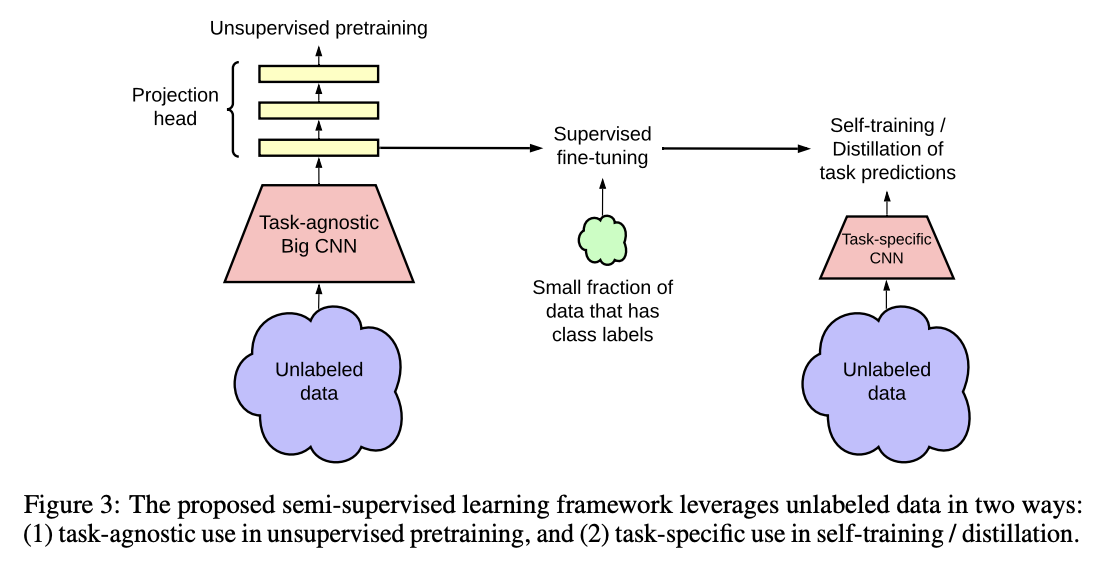 Unsupervised pretraining
Projection
head
Task-agnostic
Big CNN
Unlabeled
data
Supervised
fine-tuning
Small fraction of
data that has
class labels
Self-training /
Distillation of
task predictions
Task-specific
CNN
Unlabeled
data
Figure 3: The proposed semi-supervised learning framework leverages unlabeled data in two ways:
(1) task-agnostic use in unsupervised pretraining, and (2) task-specific use in self-training / distillation.